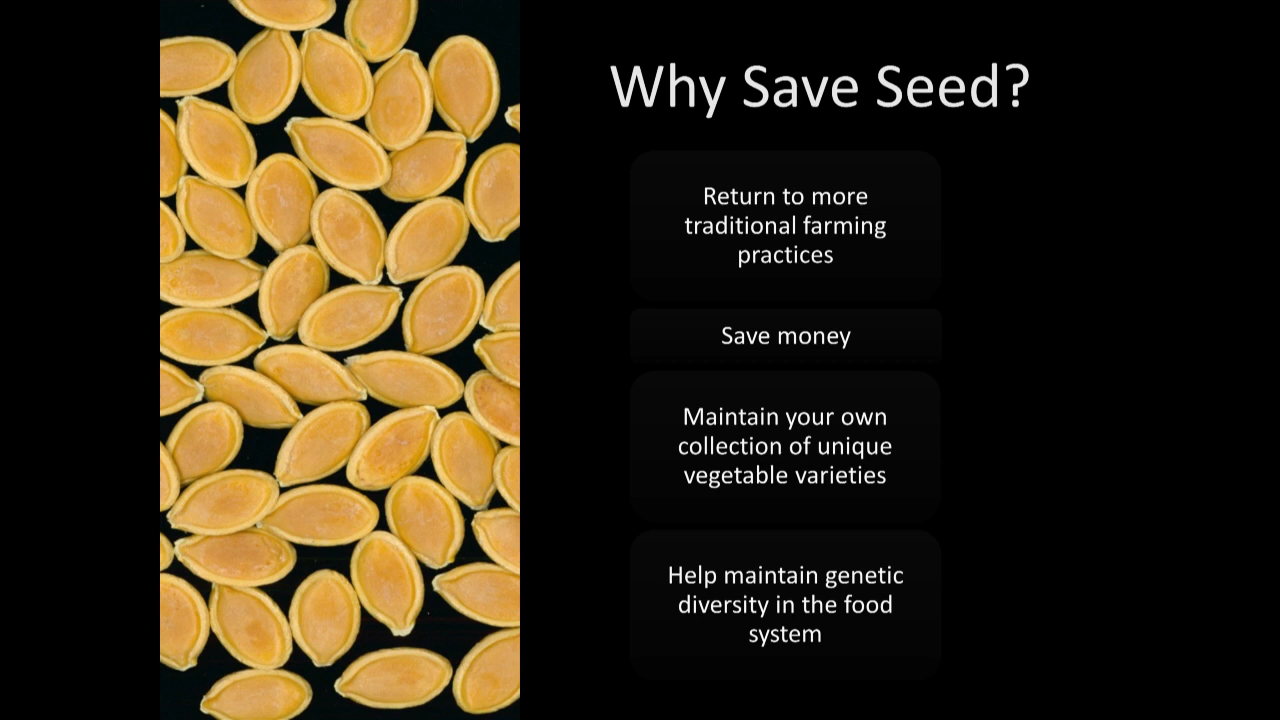 Why Save Seed?
Return to more
traditional farming
practices
Save money
Maintain your own
collection of unique
vegetable varieties
Help maintain genetic
diversity in the food
system